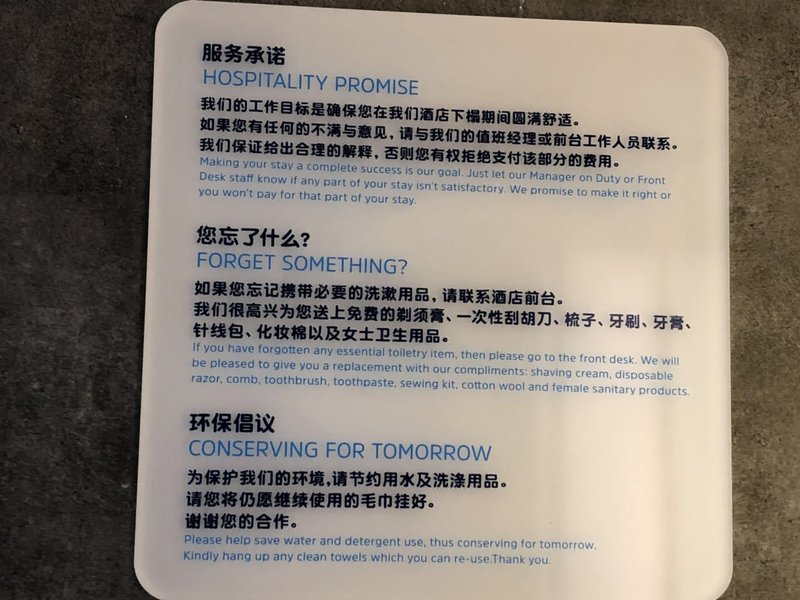 服务承诺
HOSPITALITY PROMISE
我们的工作目标是确保您在我们酒店下榻期间圆满舒适。
如果您有任何的不满与意见，请与我们的值班经理或前台工作人员联系。
我们保证给出合理的解释，否则您有权拒绝支付该部分的费用。
Making your stay a complete success is our goal. Just let our Manager on Duty or Front
Desk staff know if any part of your stay isn't satisfactory. We promise to make it right or
you won't pay for that part of your stay.
您忘了什么?
FORGET SOMETHING?
如果您忘记携带必要的洗漱用品，请联系酒店前台。
我们很高兴为您送上免费的剃须膏、一次性刮胡刀、梳子、牙刷、牙膏、
针线包、化妆棉以及女士卫生用品。
If you have forgotten any essential toiletry item, then please go to the front desk. We will
be pleased to give you a replacement with our compliments: shaving cream, disposable
razor, comb, toothbrush, toothpaste, sewing kit, cotton wool and female sanitary products.
环保倡议
CONSERVING FOR TOMORROW
为保护我们的环境,请节约用水及洗涤用品。
请您将仍愿继续使用的毛巾挂好。
谢谢您的合作。
Please help save water and detergent use, thus conserving for tomorrow.
Kindly hang up any clean towels which you can re-use.Thank you.